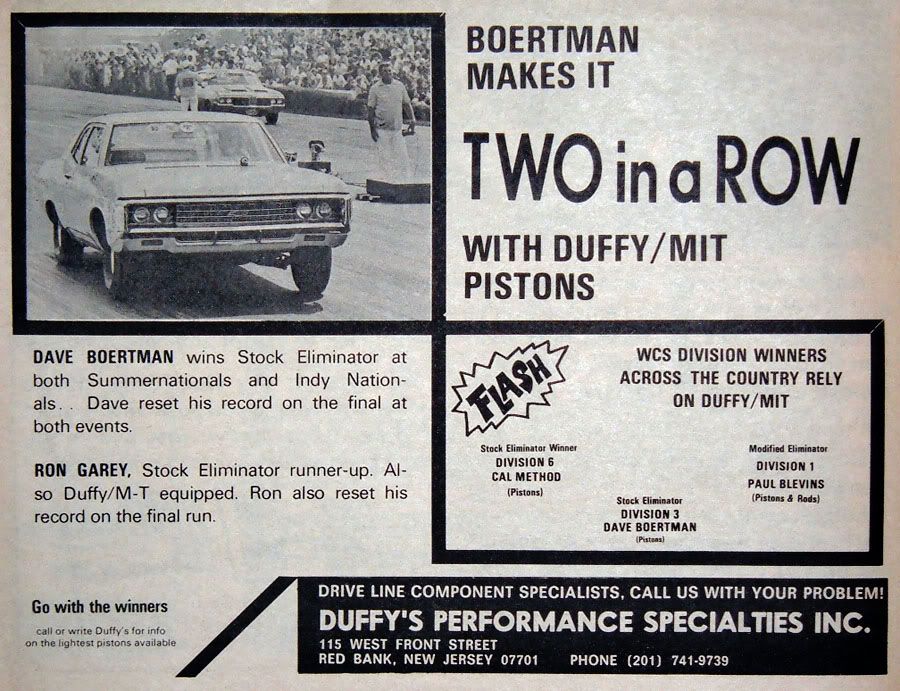 BOERTMAN
MAKES IT
TWO in a ROW
WITH DUFFY/MIT
PISTONS
DAVE BOERTMAN wins Stock Eliminator at
both Summernationals and Indy Nation-
als. . Dave reset his record on the final at
both events.
RON GAREY, Stock Eliminator runner-up. Al-
so Duffy/M-T equipped. Ron also reset his
record on the final run.
FLASH
WCS DIVISION WINNERS
ACROSS THE COUNTRY RELY
ON DUFFY/MIT
Stock Eliminator Winner
DIVISION 6
CAL METHOD
(Pistons)
Stock Eliminator
DIVISION 3
DAVE BOERTMAN
(Pistons)
Modified Eliminator
DIVISION 1
PAUL BLEVINS
(Pistons & Rods)
Go with the winners
call or write Duffy's for info
on the lightest pistons available
DRIVE LINE COMPONENT SPECIALISTS, CALL US WITH YOUR PROBLEM!
DUFFY'S PERFORMANCE SPECIALTIES INC.
115 WEST FRONT STREET
RED BANK, NEW JERSEY 07701 PHONE (201) 741-9739